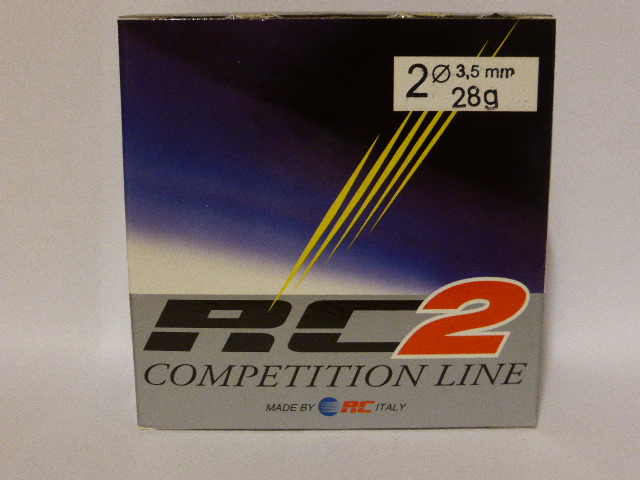 2 Ø 3,5 mm
28g
RC2
COMPETITION LINE
MADE BY RC ITALY